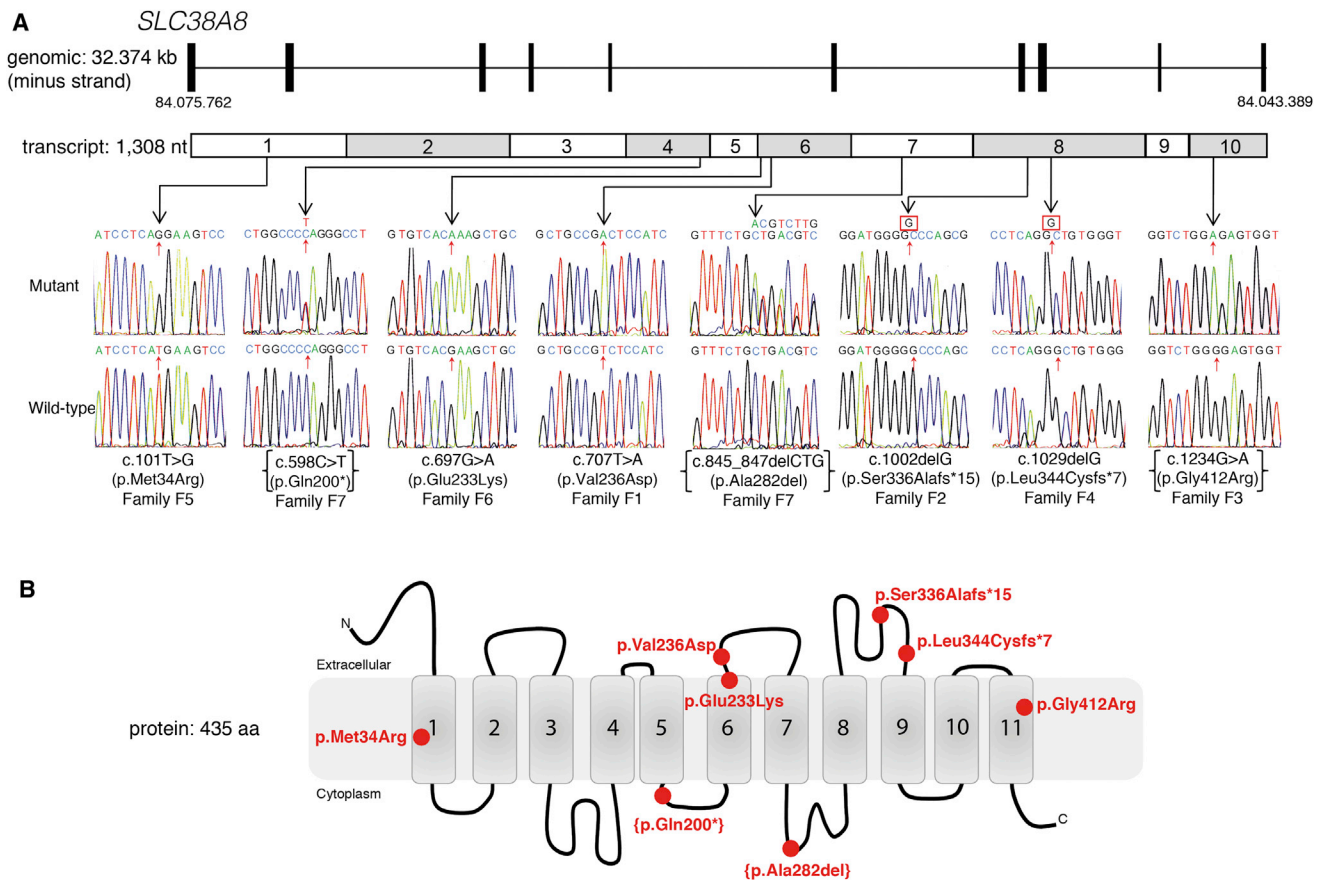 A
SLC38A8
genomic: 32.374 kb
(minus strand)
84.075.762
84.043.389
transcript: 1,308 nt
1 2 3 4 5 6 7 8 9 10
T
ACGTCTTG
G
G
ATCCTCAGGAAGTCC CTGGCCCCAGGGCCT GTGTCACAAAGCTGC GCTGCCGACTCCATC GTTTCTGCTGACGTC GGATGGGGCCCAGCG CCTCAGGCTGTGGGT GGTCTGGAGAGTGGT
Mutant
ATCCTCATGAAGTCC CTGGCCCCAGGGCCT GTGTCACGAAGCTGC GCTGCCGTCTCCATC GTTTCTGCTGACGTC GGATGGGGGCCCAGC CCTCAGGGCTGTGGG GGTCTGGGGAGTGGT
Wild-type
c.101T>G
(p.Met34Arg)
Family F5
c.598C>T
(p.Gln200*)
Family F7
c.697G>A
(p.Glu233Lys)
Family F6
c.707T>A
(p.Val236Asp)
Family F1
c.845_847delCTG
(p.Ala282del)
Family F7
c.1002delG
(p.Ser336Alafs*15)
Family F2
c.1029delG
(p.Leu344Cysfs*7)
Family F4
c.1234G>A
(p.Gly412Arg)
Family F3
B
p.Ser336Alafs*15
N
p.Val236Asp
p.Leu344Cysfs*7
Extracellular
p.Glu233Lys
p.Gly412Arg
protein: 435 aa
p.Met34Arg
1 2 3 4 5 6 7 8 9 10 11
Cytoplasm
C
{p.Gln200*}
{p.Ala282del}